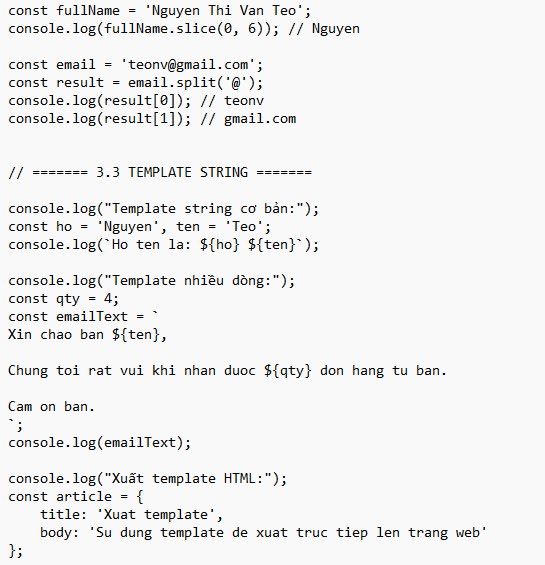 const fullName = 'Nguyen Thi Van Teo';
console.log(fullName.slice(0, 6)); // Nguyen

const email = 'teonv@gmail.com';
const result = email.split('@');
console.log(result[0]); // teonv
console.log(result[1]); // gmail.com


// ======= 3.3 TEMPLATE STRING =======

console.log("Template string cơ bản:");
const ho = 'Nguyen', ten = 'Teo';
console.log(`Ho ten la: ${ho} ${ten}`);

console.log("Template nhiều dòng:");
const qty = 4;
const emailText = `
Xin chao ban ${ten},

Chung toi rat vui khi nhan duoc ${qty} don hang tu ban.

Cam on ban.
`;
console.log(emailText);

console.log("Xuất template HTML:");
const article = {
    title: 'Xuat template',
    body: 'Su dung template de xuat truc tiep len trang web'
};